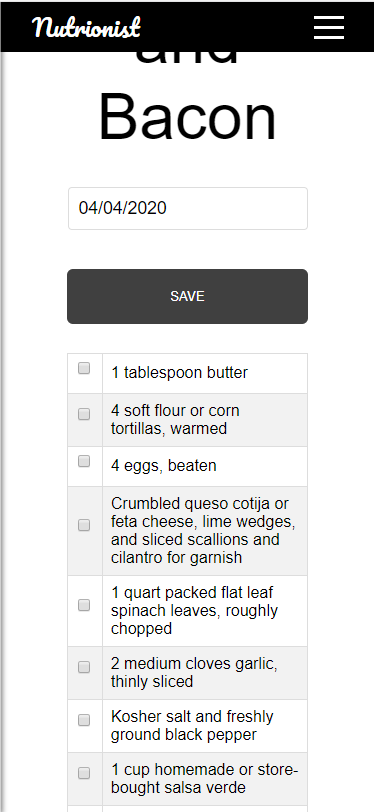 Nutrionist
and
Bacon
04/04/2020
SAVE
1 tablespoon butter
4 soft flour or corn
tortillas, warmed
4 eggs, beaten
Crumbled queso cotija or
feta cheese, lime wedges,
and sliced scallions and
cilantro for garnish
1 quart packed flat leaf
spinach leaves, roughly
chopped
2 medium cloves garlic,
thinly sliced
Kosher salt and freshly
ground black pepper
1 cup homemade or store-
bought salsa verde